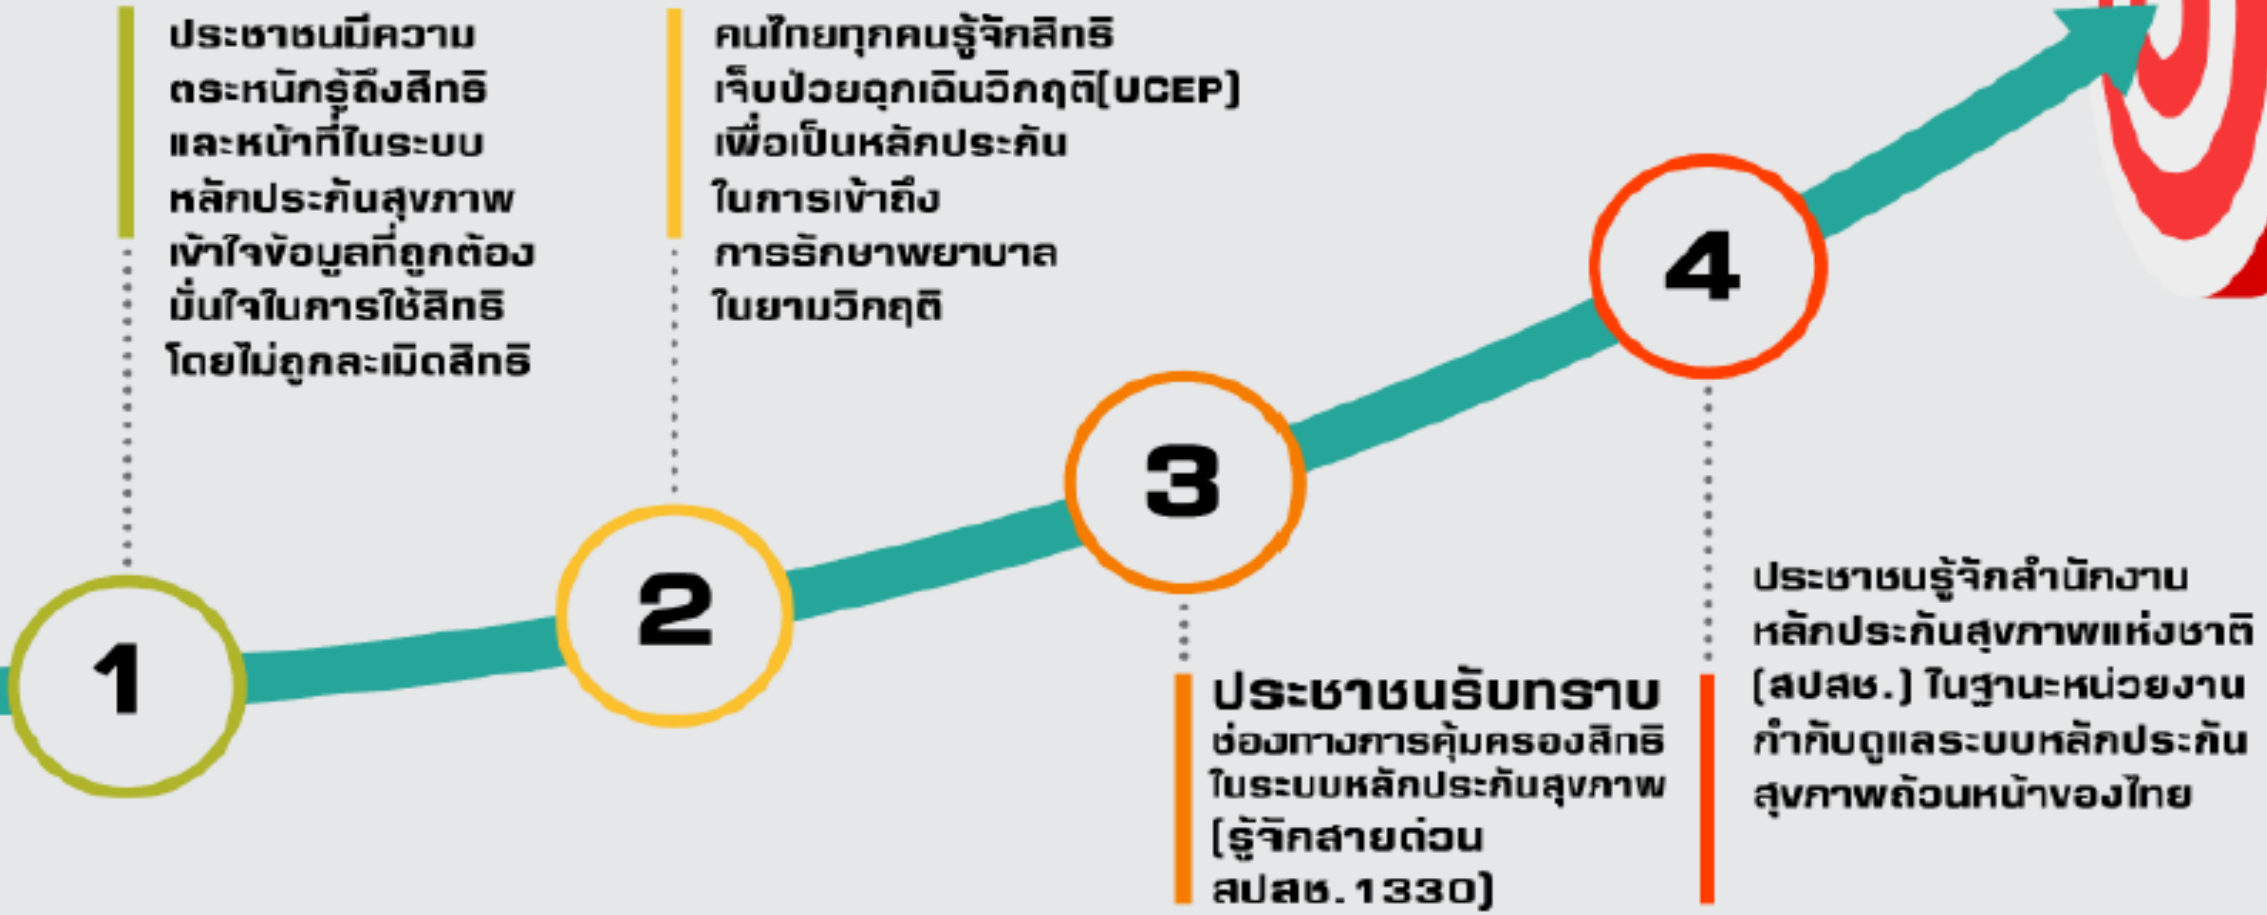 ประชาชนมีความ
ตระหนักรู้ถึงสิทธิ
และหน้าที่ในระบบ
หลักประกันสุขภาพ
เข้าใจข้อมูลที่ถูกต้อง
มั่นใจในการใช้สิทธิ
โดยไม่ถูกละเมิดสิทธิ
1
คนไทยทุกคนรู้จักสิทธิ
เจ็บป่วยฉุกเฉินวิกฤติ(UCEP)
เพื่อเป็นหลักประกัน
ในการเข้าถึง
การรักษาพยาบาล
ในยามวิกฤติ
2
3
ประชาชนรับทราบ
ช่องทางการคุ้มครองสิทธิ
ในระบบหลักประกันสุขภาพ
(รู้จักสายด่วน
สปสช.1330)
4
ประชาชนรู้จักสำนักงาน
หลักประกันสุขภาพแห่งชาติ
(สปสช.) ในฐานะหน่วยงาน
กำกับดูแลระบบหลักประกัน
สุขภาพถ้วนหน้าของไทย